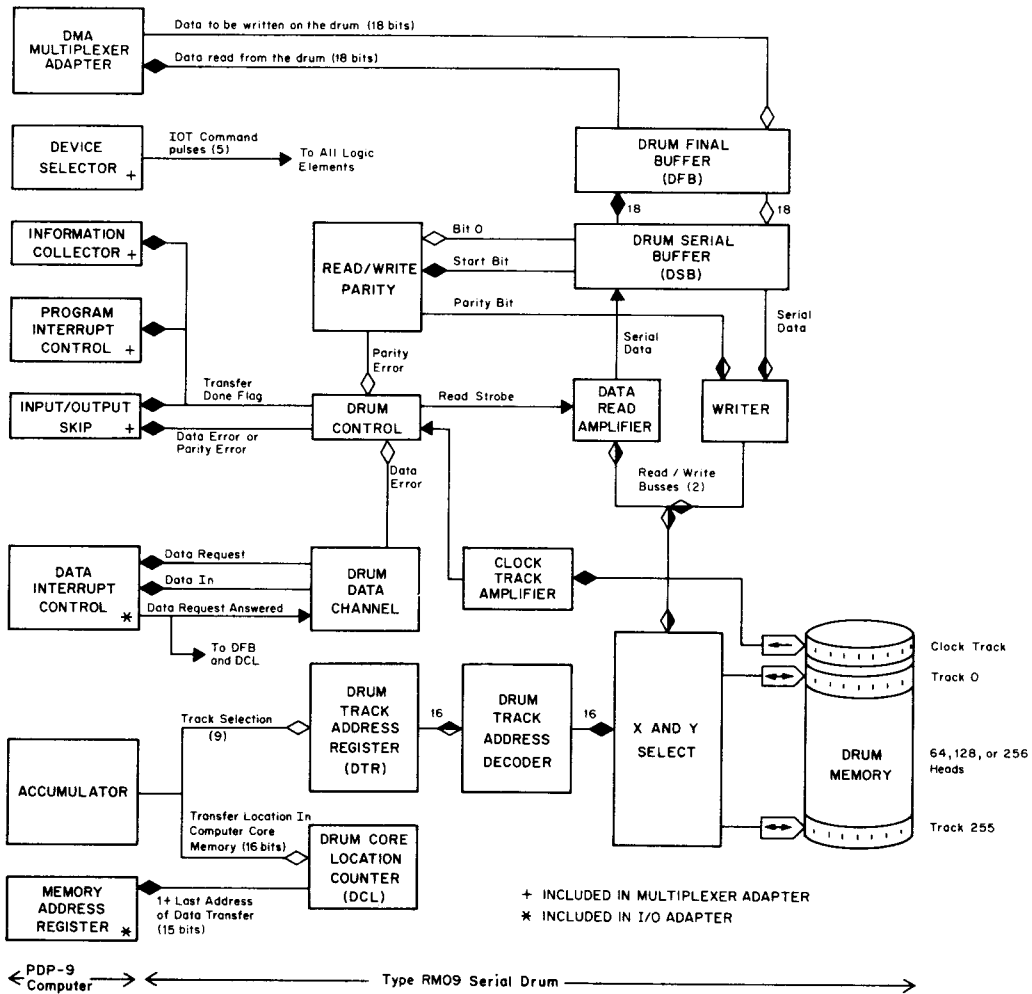 DMA
MULTIPLEXER
ADAPTER
Data to be written on the drum (18 bits)
Data read from the drum (18 bits)
DEVICE
SELECTOR +
IOT Command
pulses (5)
To All Logic
Elements
DRUM FINAL
BUFFER
(DFB)
18
18
INFORMATION
COLLECTOR +
READ/WRITE
PARITY
Bit 0
Start Bit
Parity Bit
DRUM SERIAL
BUFFER
(DSB)
PROGRAM
INTERRUPT
CONTROL +
Serial
Data
Serial
Data
Parity
Error
INPUT/OUTPUT
SKIP +
Transfer
Done Flag
Data Error or
Parity Error
DRUM
CONTROL
Read Strobe
DATA
READ
AMPLIFIER
WRITER
Data
Error
Read / Write
Busses (2)
DATA
INTERRUPT
CONTROL *
Data Request
Data In
Data Request Answered
To DFB
and DCL
DRUM
DATA
CHANNEL
CLOCK
TRACK
AMPLIFIER
Clock Track
Track 0
ACCUMULATOR
Track Selection
(9)
DRUM
TRACK
ADDRESS
REGISTER
(DTR)
16
DRUM
TRACK
ADDRESS
DECODER
16
X AND Y
SELECT
DRUM
MEMORY
64, 128, or 256
Heads
Track 255
Transfer Location In
Computer Core
Memory (16 bits)
DRUM CORE
LOCATION
COUNTER
(DCL)
MEMORY
ADDRESS
REGISTER *
1+ Last Address
of Data Transfer
(15 bits)
+ INCLUDED IN MULTIPLEXER ADAPTER
* INCLUDED IN I/O ADAPTER
PDP-9
Computer
Type RM09 Serial Drum